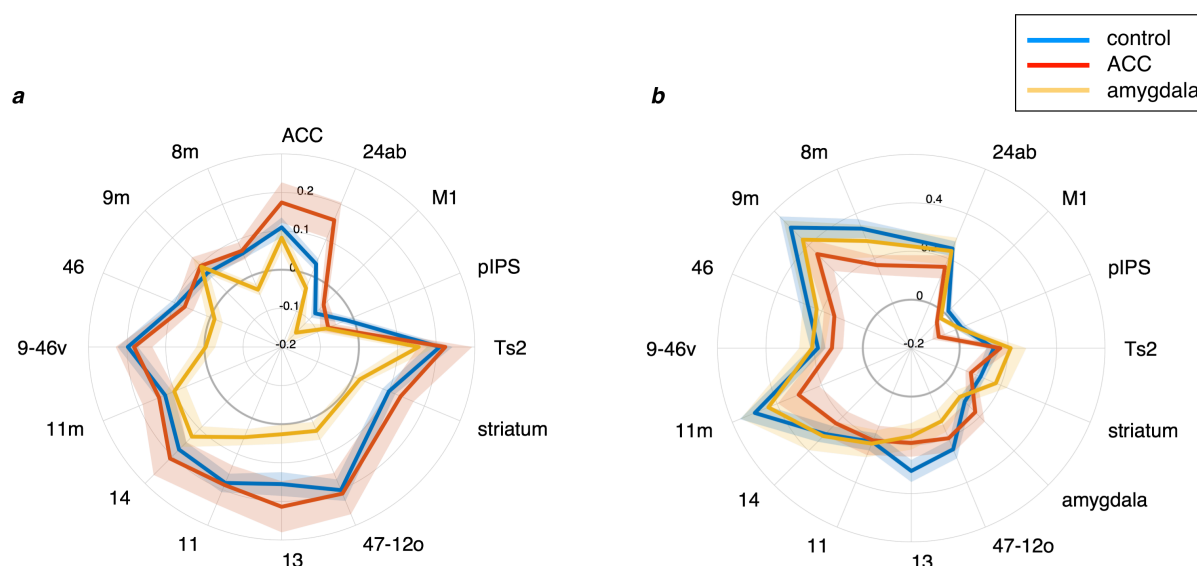 control
ACC
amygdala
a
b
ACC
8m
24ab
9m
M1
46
pIPS
9-46v
Ts2
11m
striatum
14
11
13
47-12o
0.2
0.1
0
-0.1
-0.2
8m
24ab
9m
M1
46
pIPS
9-46v
Ts2
11m
striatum
14
amygdala
11
13
47-12o
0.4
0
-0.2